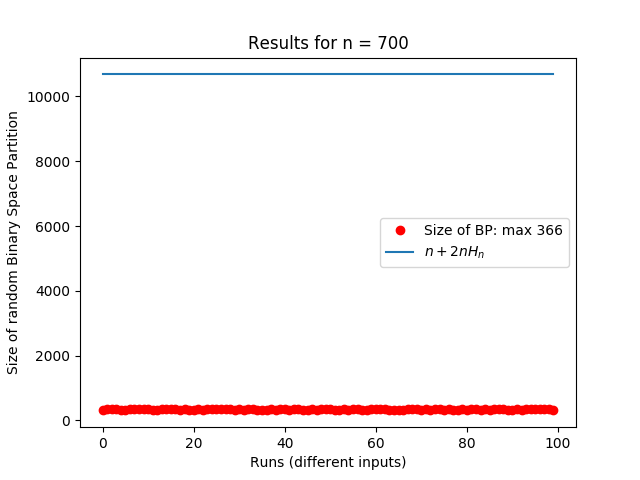 Results for n = 700
Size of random Binary Space Partition
10000
8000
6000
4000
2000
0
Size of BP: max 366
n + 2nHₙ
0 20 40 60 80 100
Runs (different inputs)